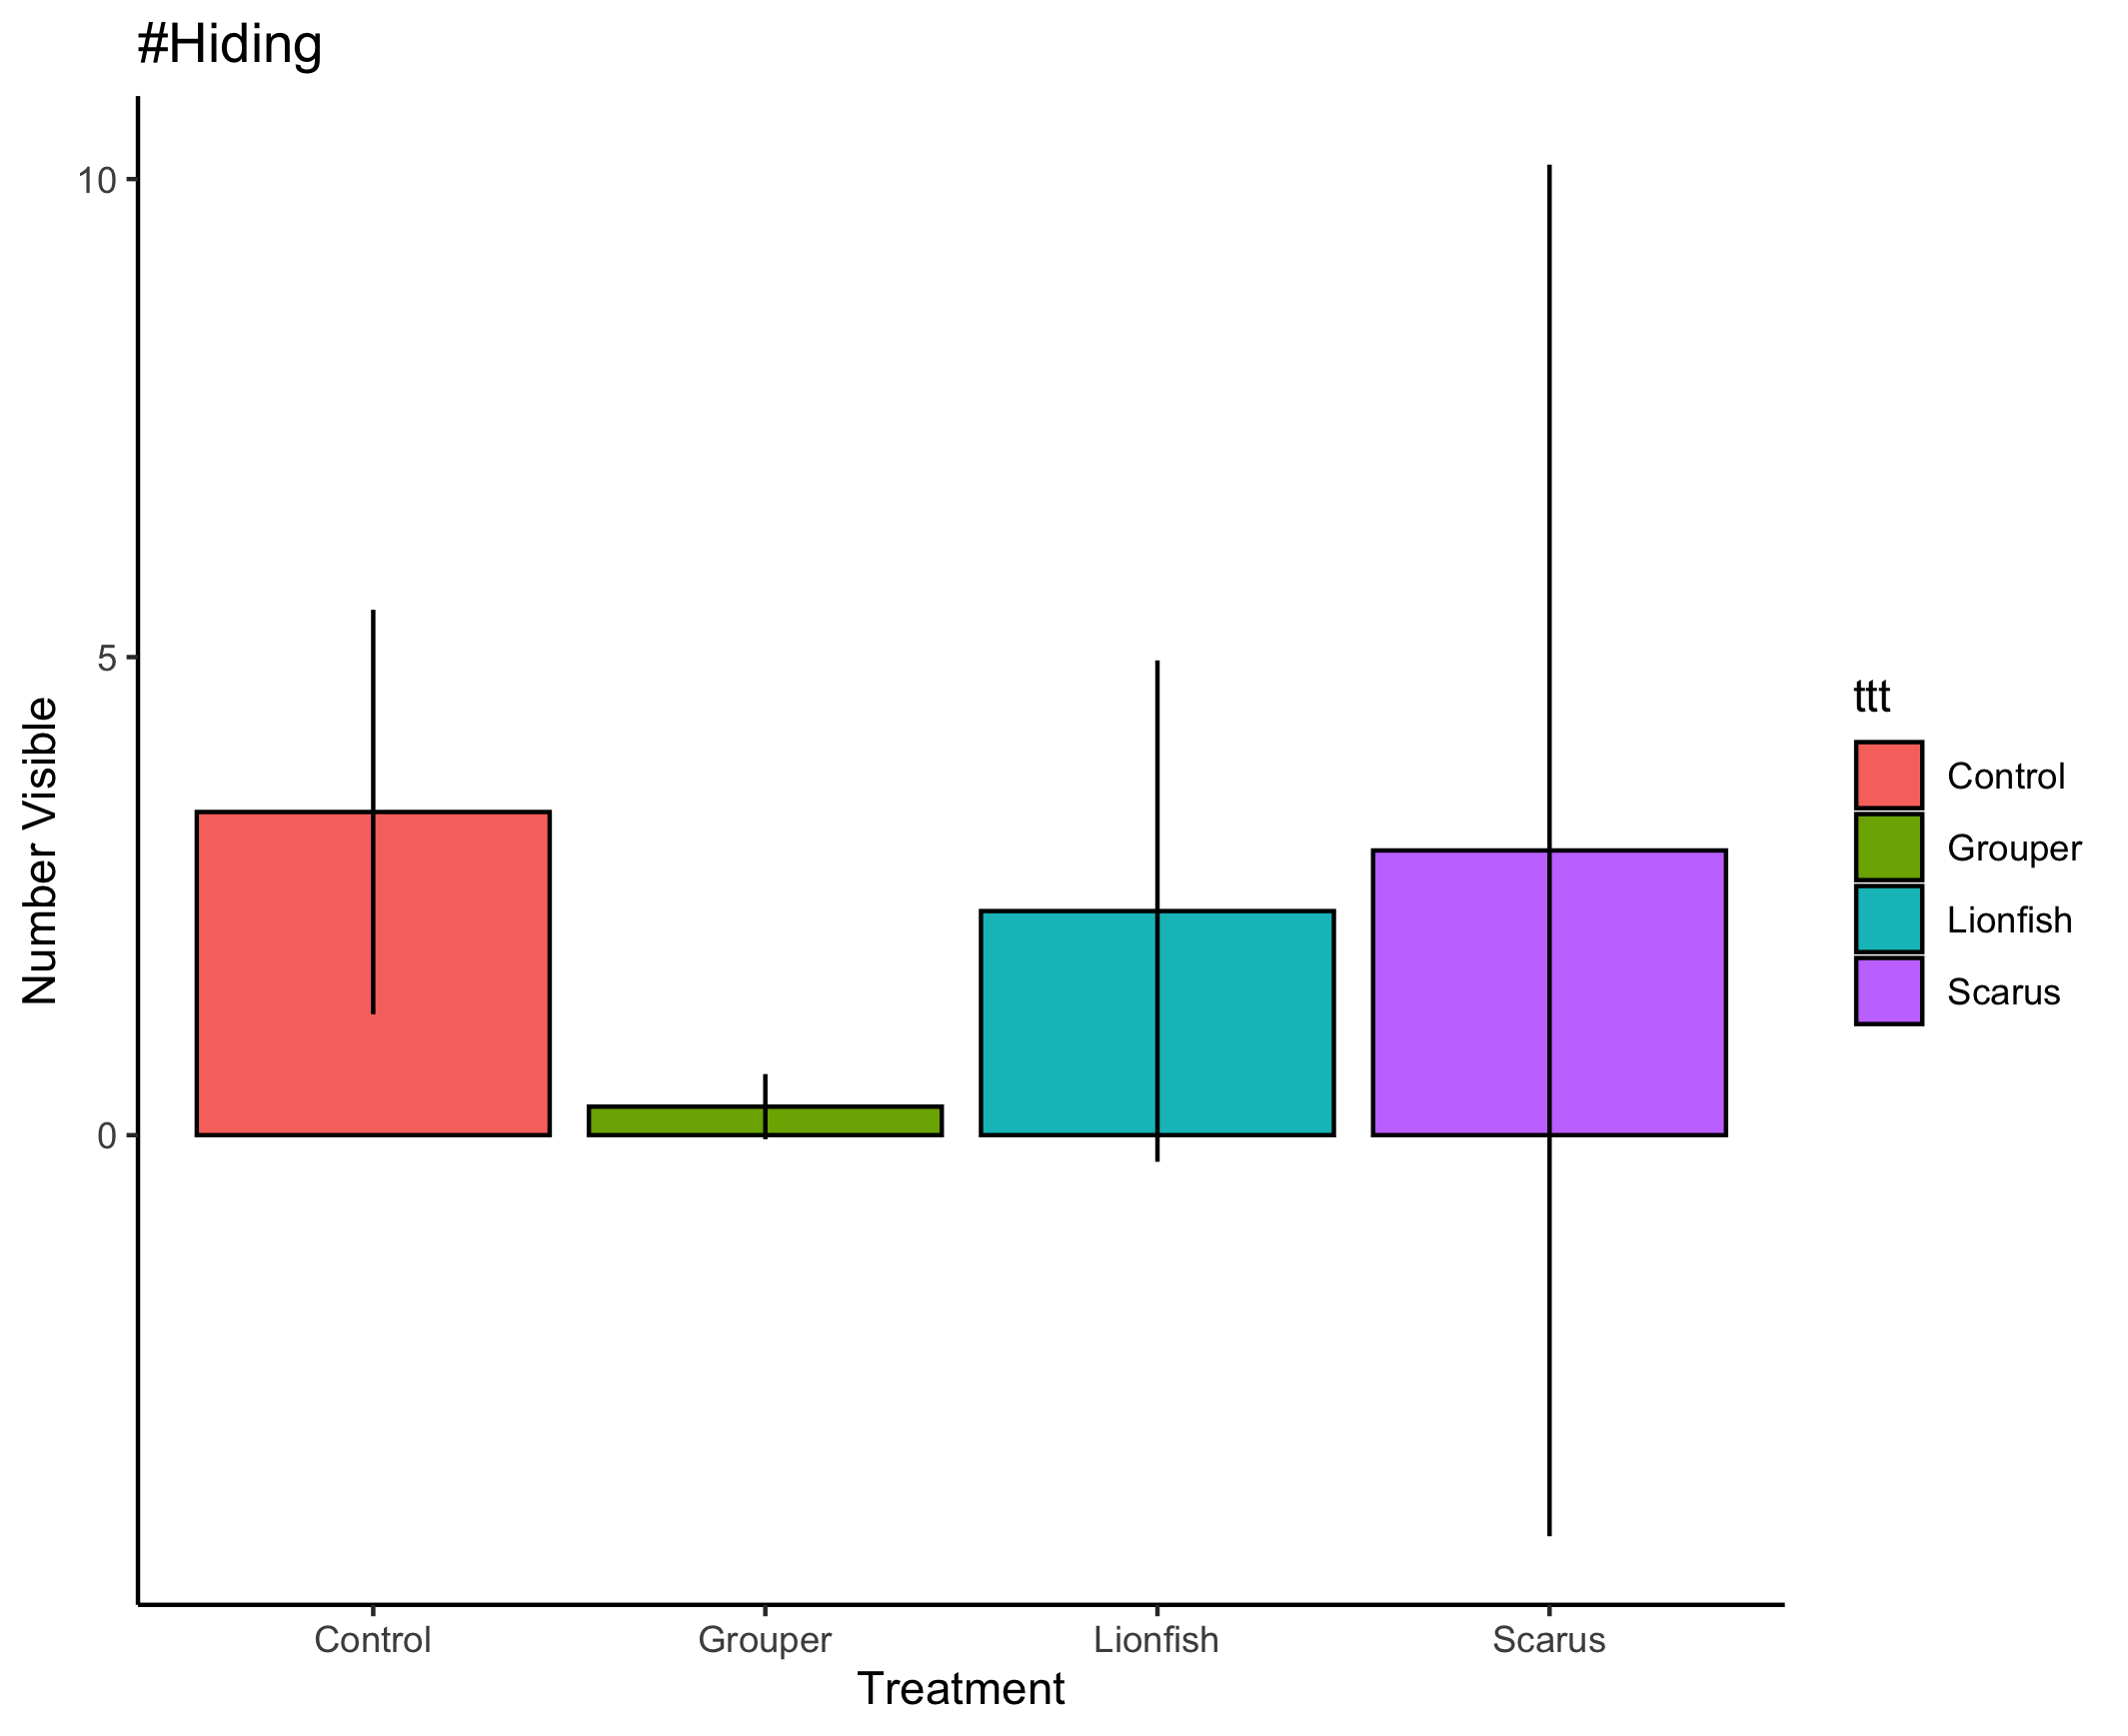 #Hiding
10
5
0
Number Visible
Control
Grouper
Lionfish
Scarus
Treatment
ttt
Control
Grouper
Lionfish
Scarus